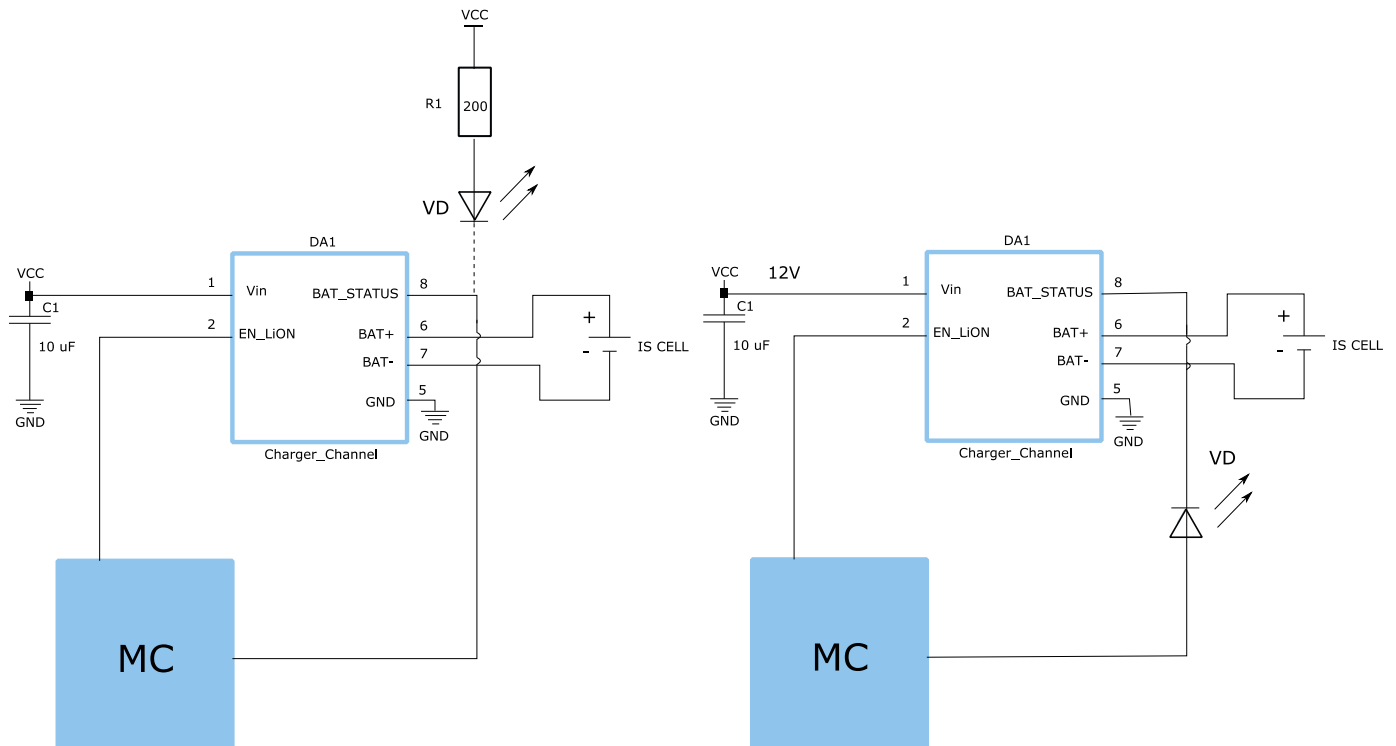 VCC
R1
200
VD
DA1
VCC
1
Vin
8
BAT_STATUS
C1
10 uF
2
EN_LiON
6
BAT+
7
BAT-
+
-
IS CELL
5
GND
GND
GND
Charger_Channel
MC
DA1
VCC
12V
1
Vin
8
BAT_STATUS
C1
10 uF
2
EN_LiON
6
BAT+
7
BAT-
+
-
IS CELL
5
GND
GND
GND
Charger_Channel
VD
MC